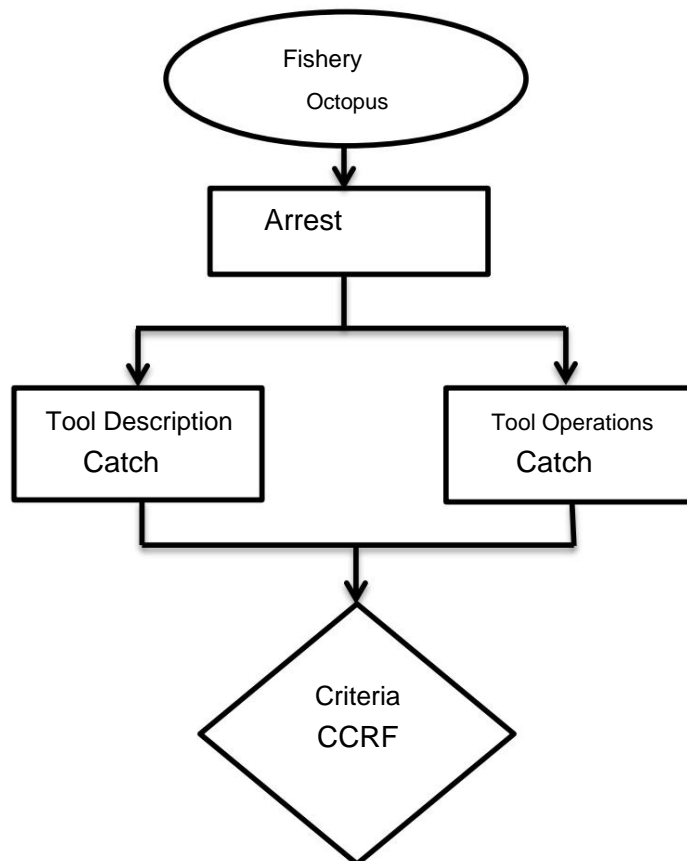 Fishery
Octopus
Arrest
Tool Description
Catch
Tool Operations
Catch
Criteria
CCRF